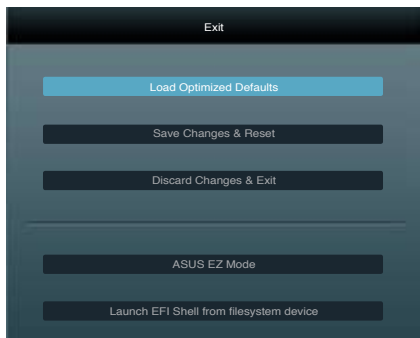 Exit
Load Optimized Defaults
Save Changes & Reset
Discard Changes & Exit
ASUS EZ Mode
Launch EFI Shell from filesystem device